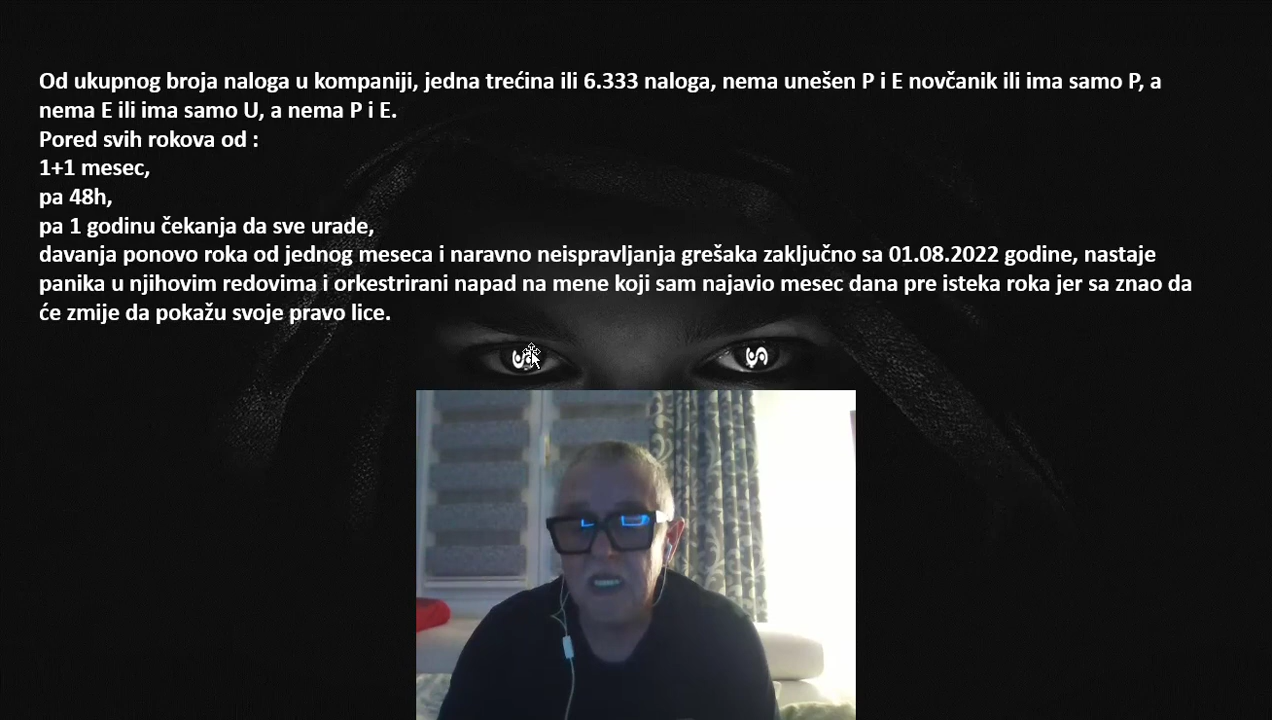 Od ukupnog broja naloga u kompaniji, jedna trećina ili 6.333 naloga, nema unešen P i E novčanik ili ima samo P, a
nema E ili ima samo U, a nema P i E.
Pored svih rokova od :
1+1 mesec,
pa 48h,
pa 1 godinu čekanja da sve urade,
davanja ponovo roka od jednog meseca i naravno neispravljanja grešaka zaključno sa 01.08.2022 godine, nastaje
panika u njihovim redovima i orkestrirani napad na mene koji sam najavio mesec dana pre isteka roka jer sa znao da
će zmije da pokažu svoje pravo lice.